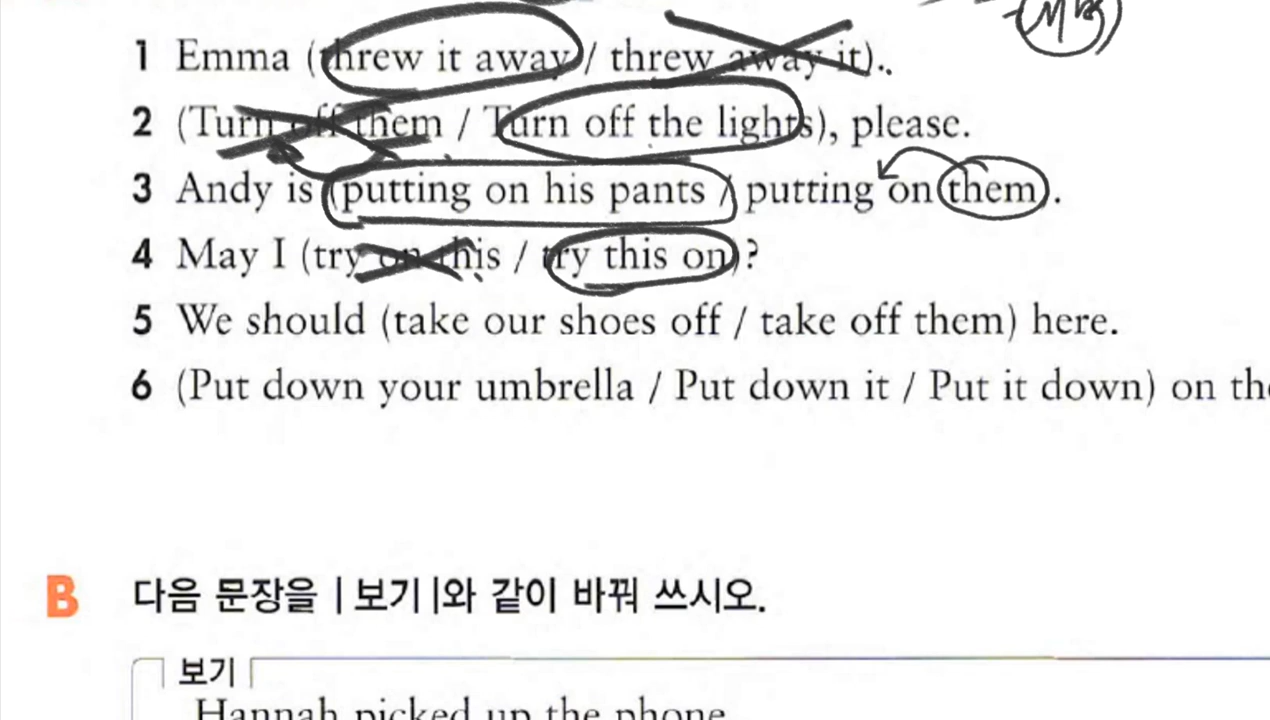 1 Emma (threw it away / threw away it).
2 (Turn off them / Turn off the lights), please.
3 Andy is (putting on his pants / putting on them).
4 May I (try on this / try this on)?
5 We should (take our shoes off / take off them) here.
6 (Put down your umbrella / Put down it / Put it down) on the
B 다음 문장을 | 보기 |와 같이 바꿔 쓰시오.
보기
Hannah picked up the phone